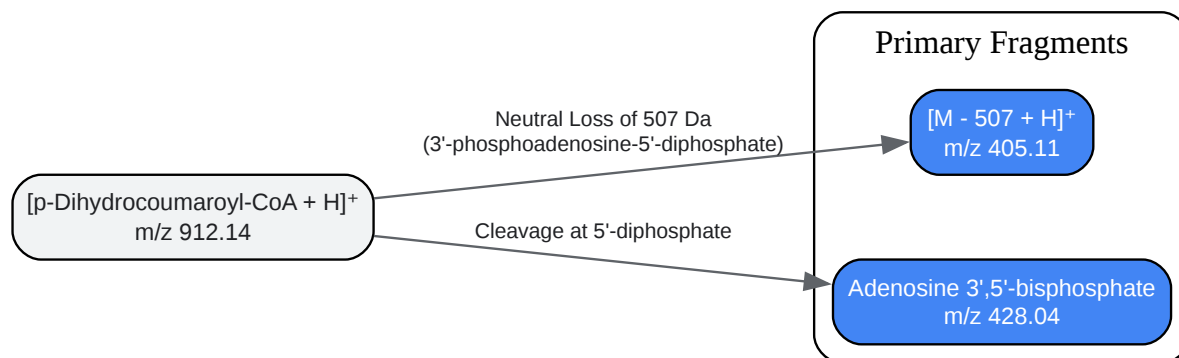 Primary Fragments
[M - 507 + H]⁺
m/z 405.11
Neutral Loss of 507 Da
(3'-phosphoadenosine-5'-diphosphate)
[p-Dihydrocoumaroyl-CoA + H]⁺
m/z 912.14
Cleavage at 5'-diphosphate
Adenosine 3',5'-bisphosphate
m/z 428.04